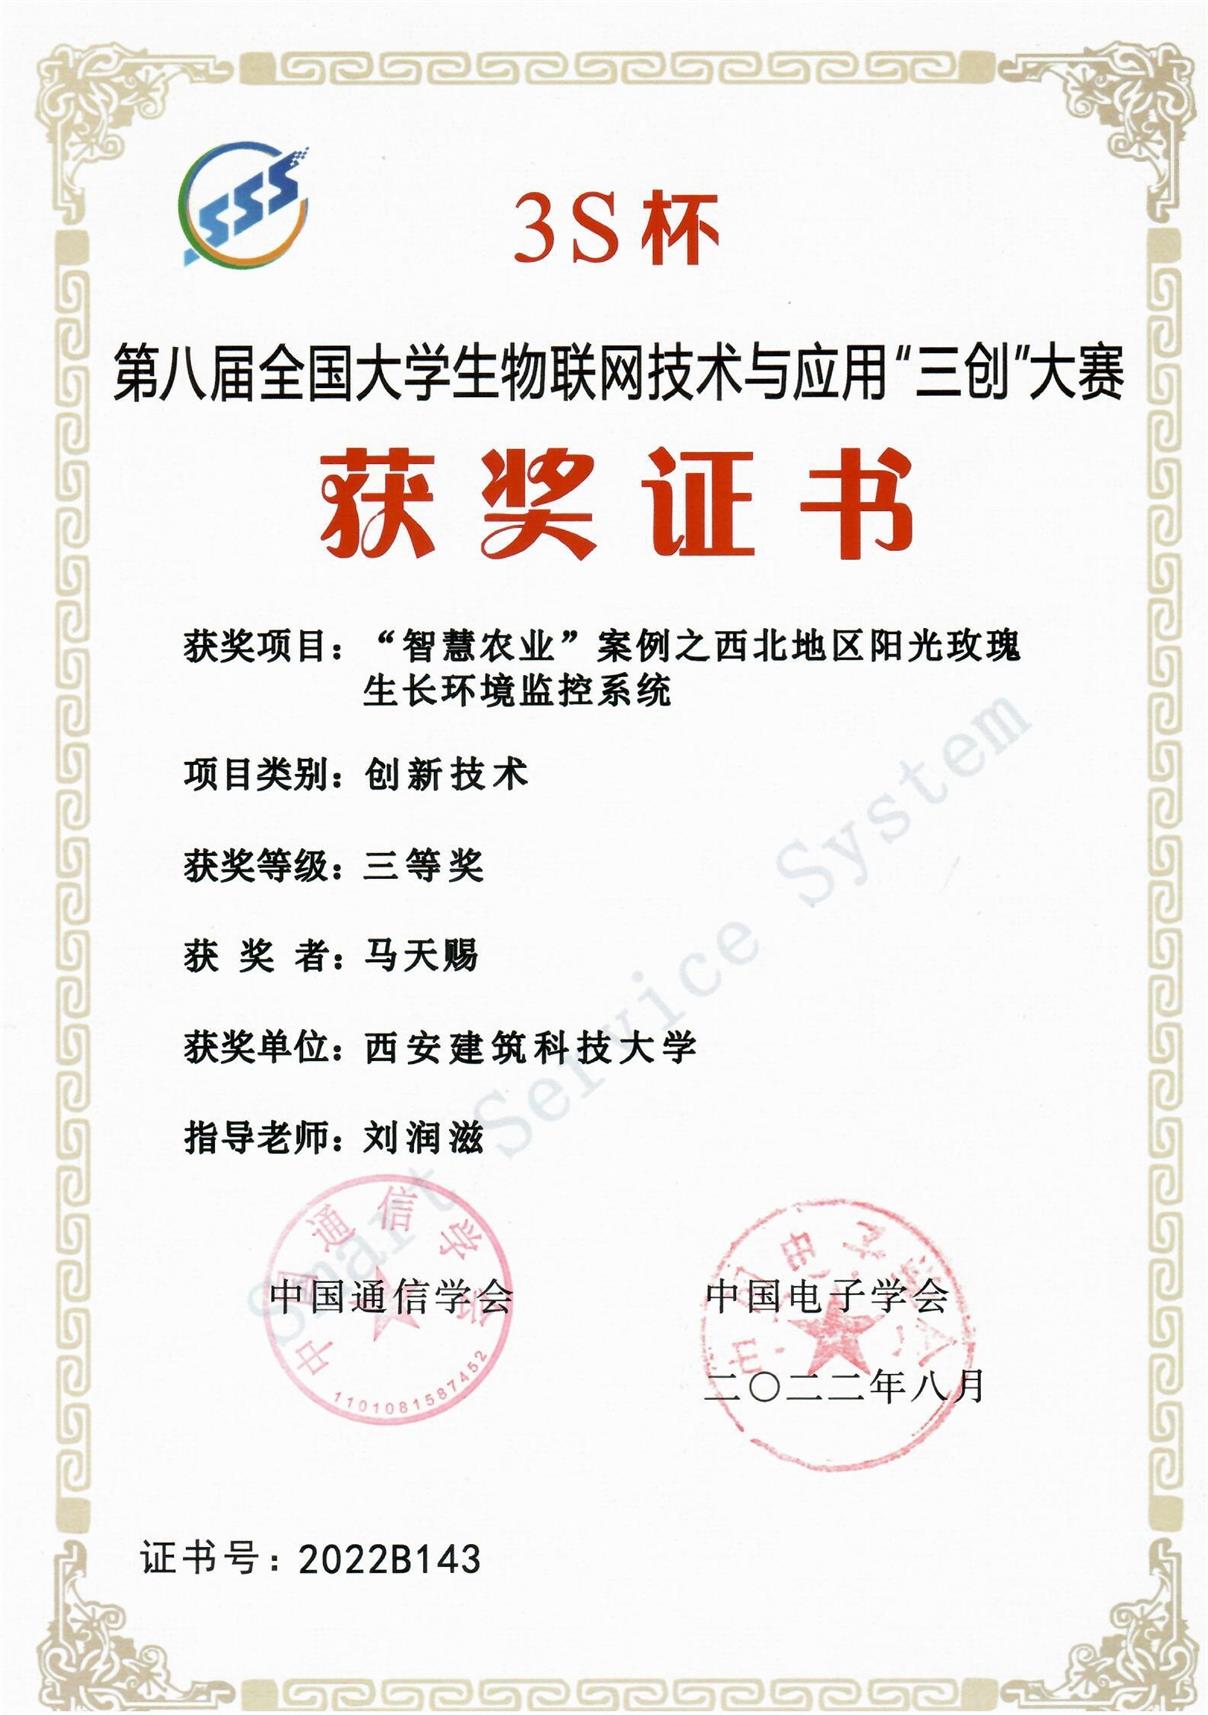 SSS
3S杯
第八届全国大学生物联网技术与应用“三创”大赛
获奖证书
获奖项目：“智慧农业”案例之西北地区阳光玫瑰
生长环境监控系统
项目类别：创新技术
获奖等级：三等奖
获奖者：马天赐
获奖单位：西安建筑科技大学
指导老师：刘润滋
Smart Service System
中国通信学会
中国通信学会
1101081587452
中国电子学会
中国电子学会
二〇二二年八月
证书号：2022B143